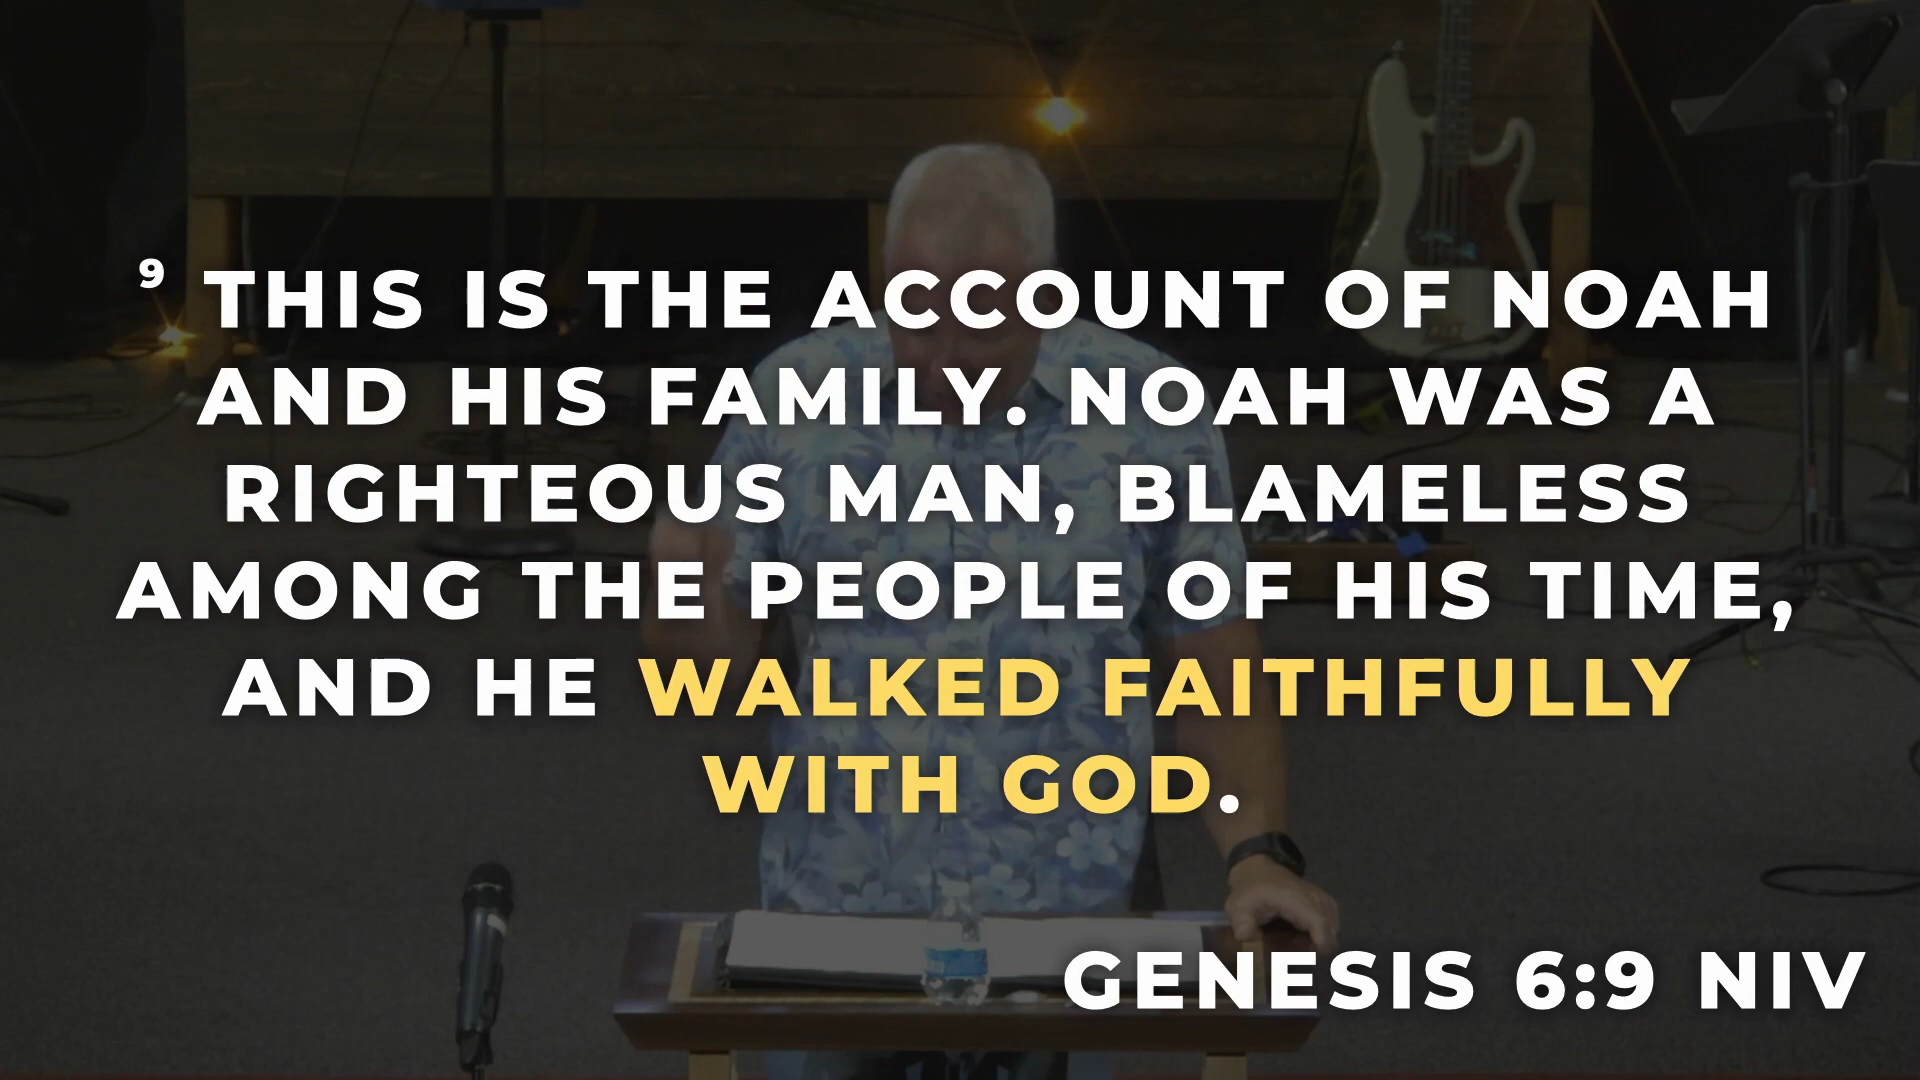 ⁹ THIS IS THE ACCOUNT OF NOAH
AND HIS FAMILY. NOAH WAS A
RIGHTEOUS MAN, BLAMELESS
AMONG THE PEOPLE OF HIS TIME,
AND HE WALKED FAITHFULLY
WITH GOD.
GENESIS 6:9 NIV